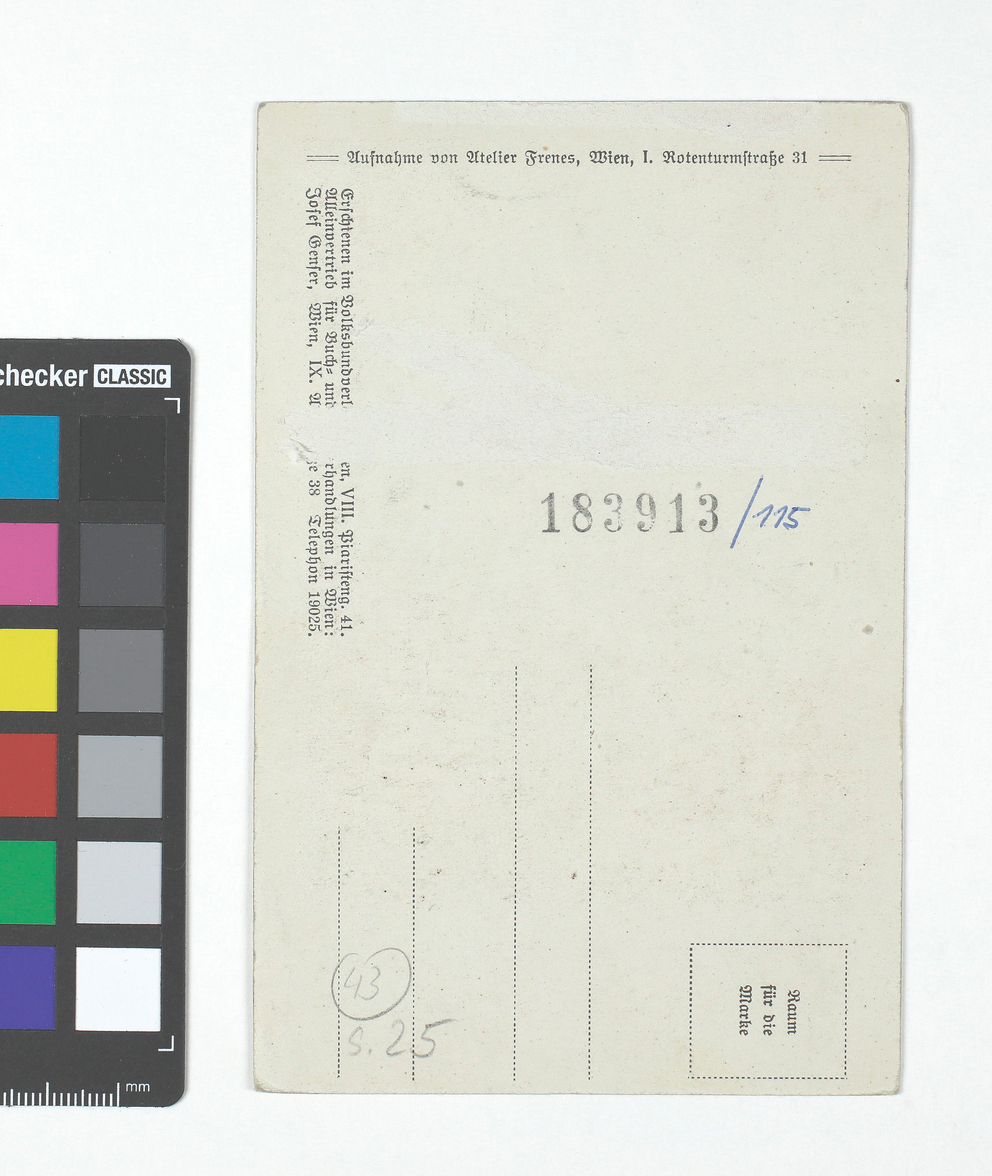 checker CLASSIC
Aufnahme von Atelier Frenes, Wien, I. Rotenturmstraße 31
Erschienen im Volksbundverl en, VIII. Piaristeng. 41.
Alleinvertrieb für Buch- und rhandlungen in Wien:
Josef Genser, Wien, IX. A e 38 Telephon 19025.
183913/115
Raum
für die
Marke
43
S. 25
mm